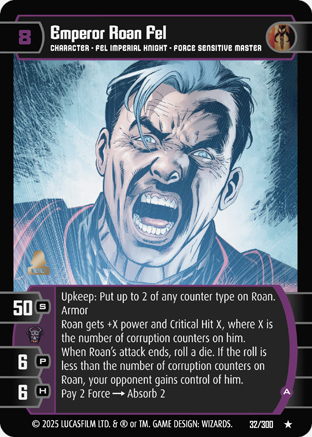 8 Emperor Roan Fel
CHARACTER • FEL IMPERIAL KNIGHT • FORCE SENSITIVE MASTER
50 S
6 P
6 H
Upkeep: Put up to 2 of any counter type on Roan.
Armor
Roan gets +X power and Critical Hit X, where X is
the number of corruption counters on him.
When Roan's attack ends, roll a die. If the roll is
less than the number of corruption counters on
Roan, your opponent gains control of him.
Pay 2 Force → Absorb 2
A
© 2025 LUCASFILM LTD. & ® or TM. GAME DESIGN: WIZARDS. 32/300 ★